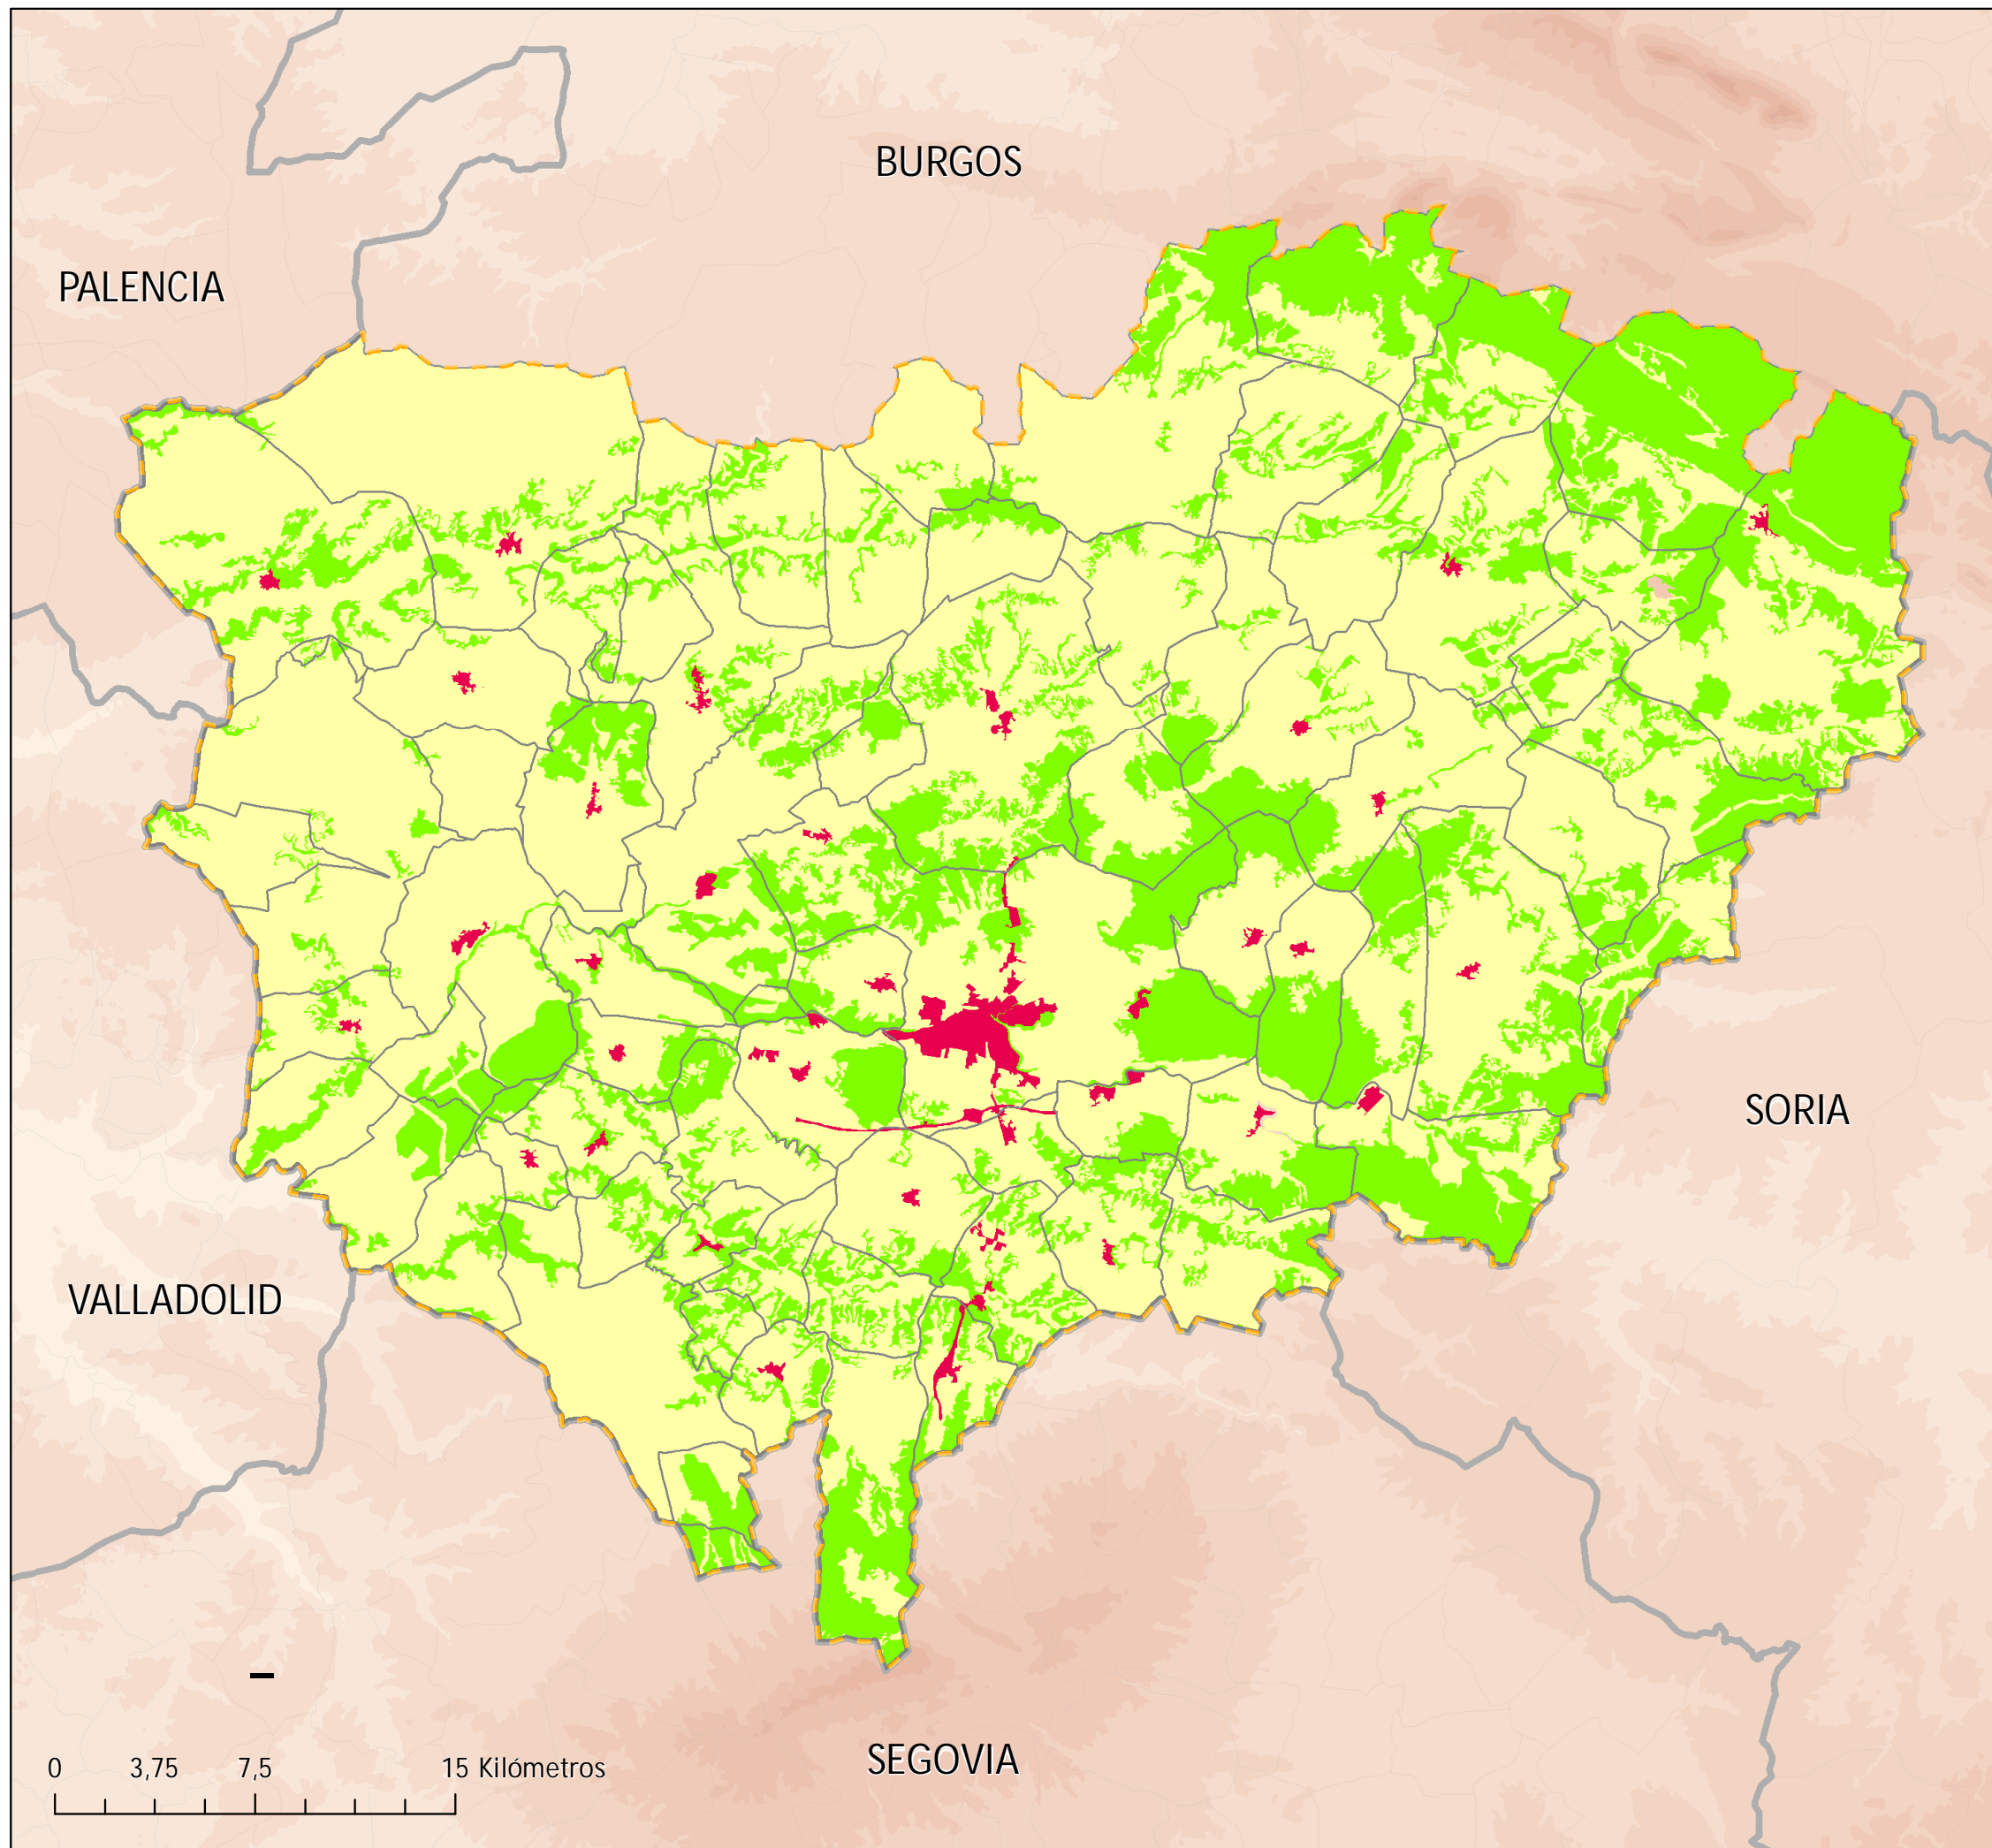 BURGOS
PALENCIA
SORIA
VALLADOLID
SEGOVIA
0 3,75 7,5 15 Kilómetros